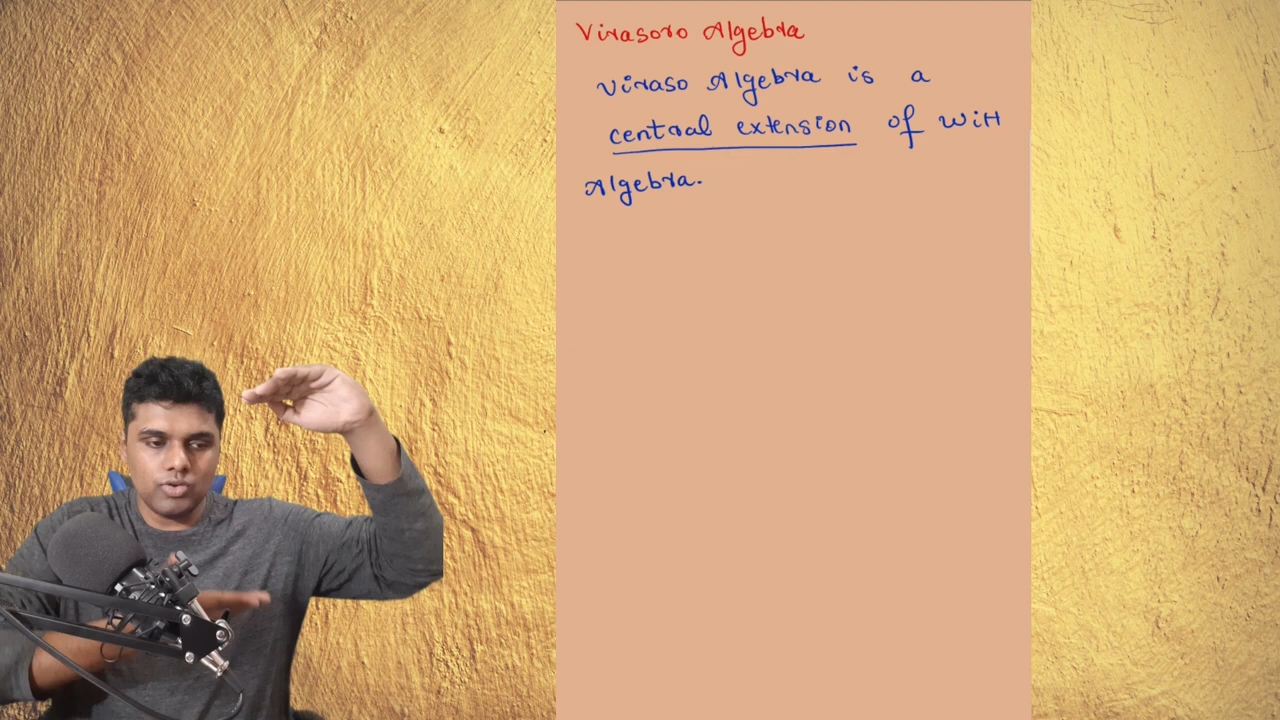 Virasoro Algebra
Viraso Algebra is a
central extension of Witt
Algebra.